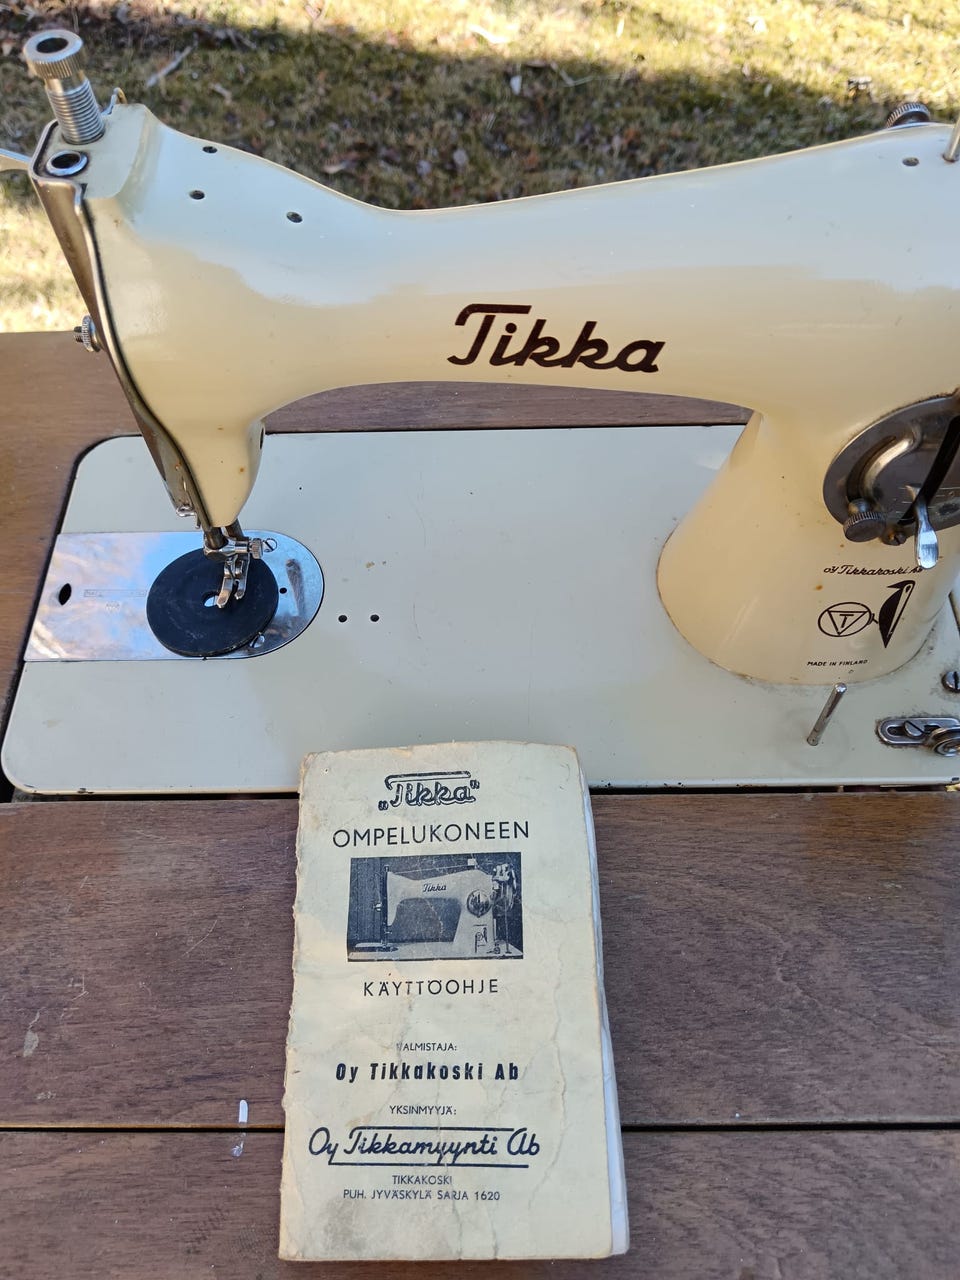 Tikka
oy Tikkakoski Ab
T
MADE IN FINLAND
„Tikka"
OMPELUKONEEN
Tikka
KÄYTTÖOHJE
ALMISTAJA:
Oy Tikkakoski Ab
YKSINMYYJÄ:
Oy Tikkamyynti Ab
TIKKAKOSKI
PUH. JYVÄSKYLÄ SARJA 1620